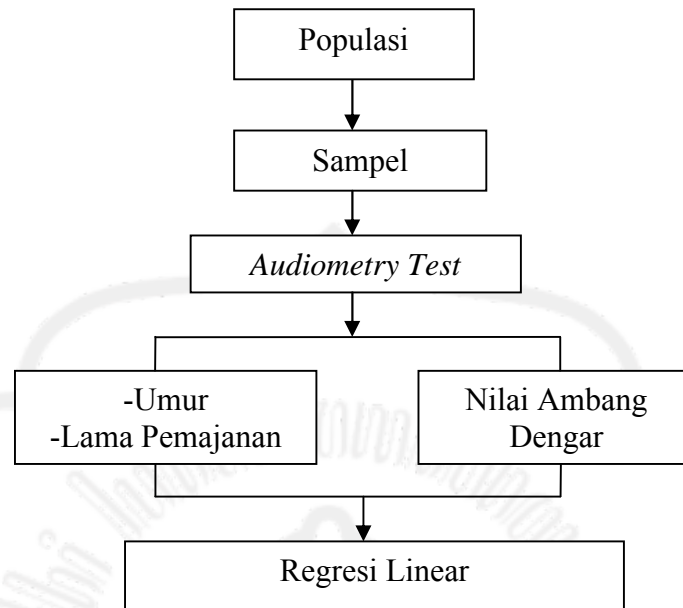 Populasi
Sampel
Audiometry Test
-Umur
-Lama Pemajanan
Nilai Ambang
Dengar
Regresi Linear